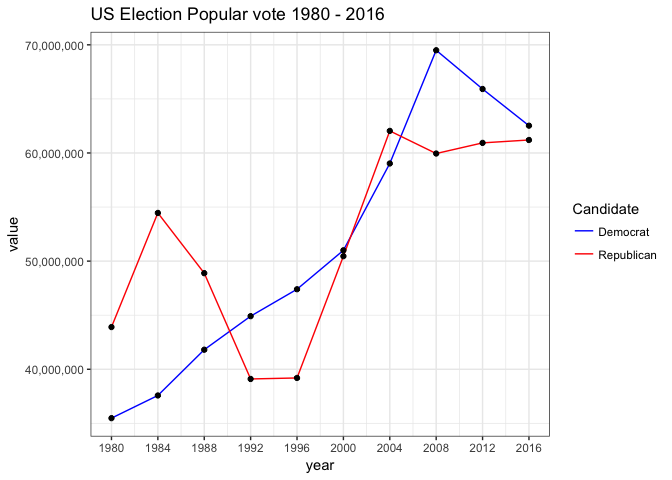 US Election Popular vote 1980 - 2016
70,000,000
60,000,000
50,000,000
40,000,000
value
1980 1984 1988 1992 1996 2000 2004 2008 2012 2016
year
Candidate
Democrat
Republican